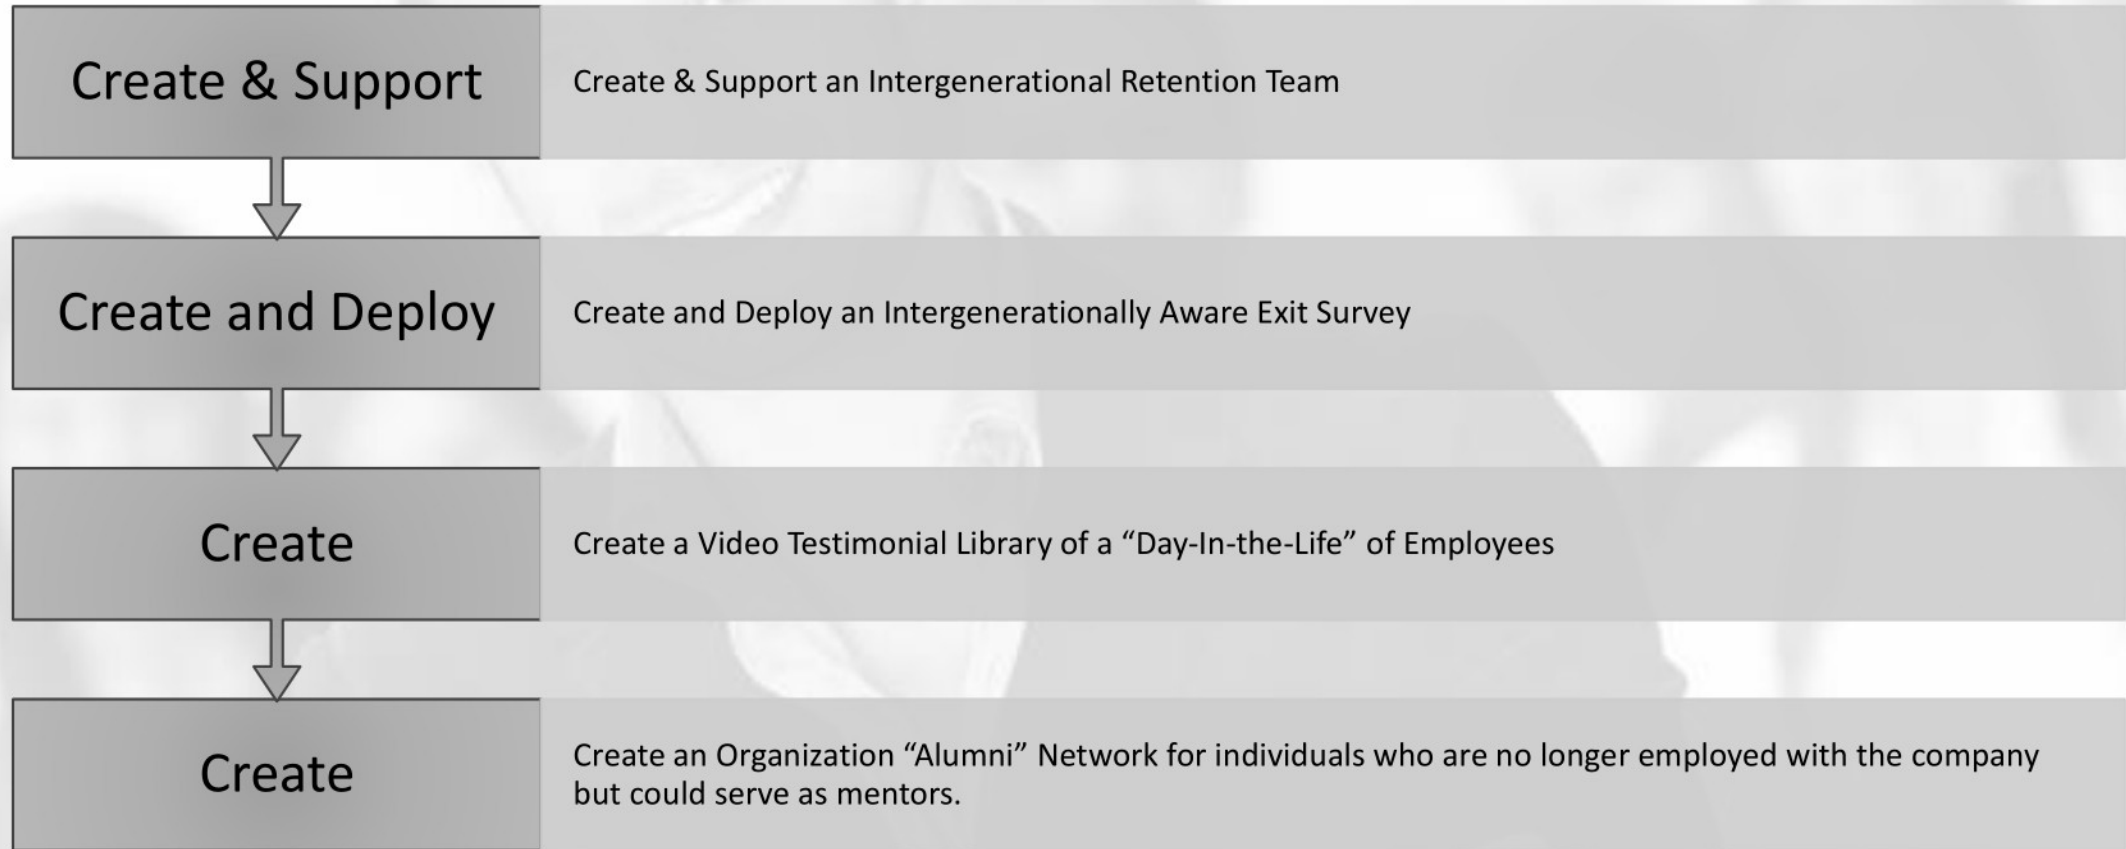 Create & Support
Create & Support an Intergenerational Retention Team
Create and Deploy
Create and Deploy an Intergenerationally Aware Exit Survey
Create
Create a Video Testimonial Library of a “Day-In-the-Life” of Employees
Create
Create an Organization “Alumni” Network for individuals who are no longer employed with the company
but could serve as mentors.